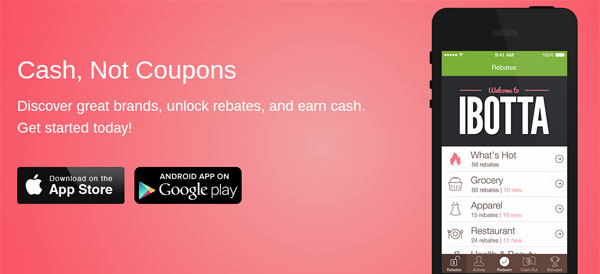 Cash, Not Coupons
Discover great brands, unlock rebates, and earn cash.
Get started today!
Download on the
App Store
ANDROID APP ON
Google play
9:41 AM
100%
Rebates
Welcome to
IBOTTA
What's Hot
88 rebates
Grocery
88 rebates | 19 new
Apparel
15 rebates | 10 new
Restaurant
24 rebates | 12 new
Health & Beauty
Rebates Activity Redeem Cash Out Bonuses